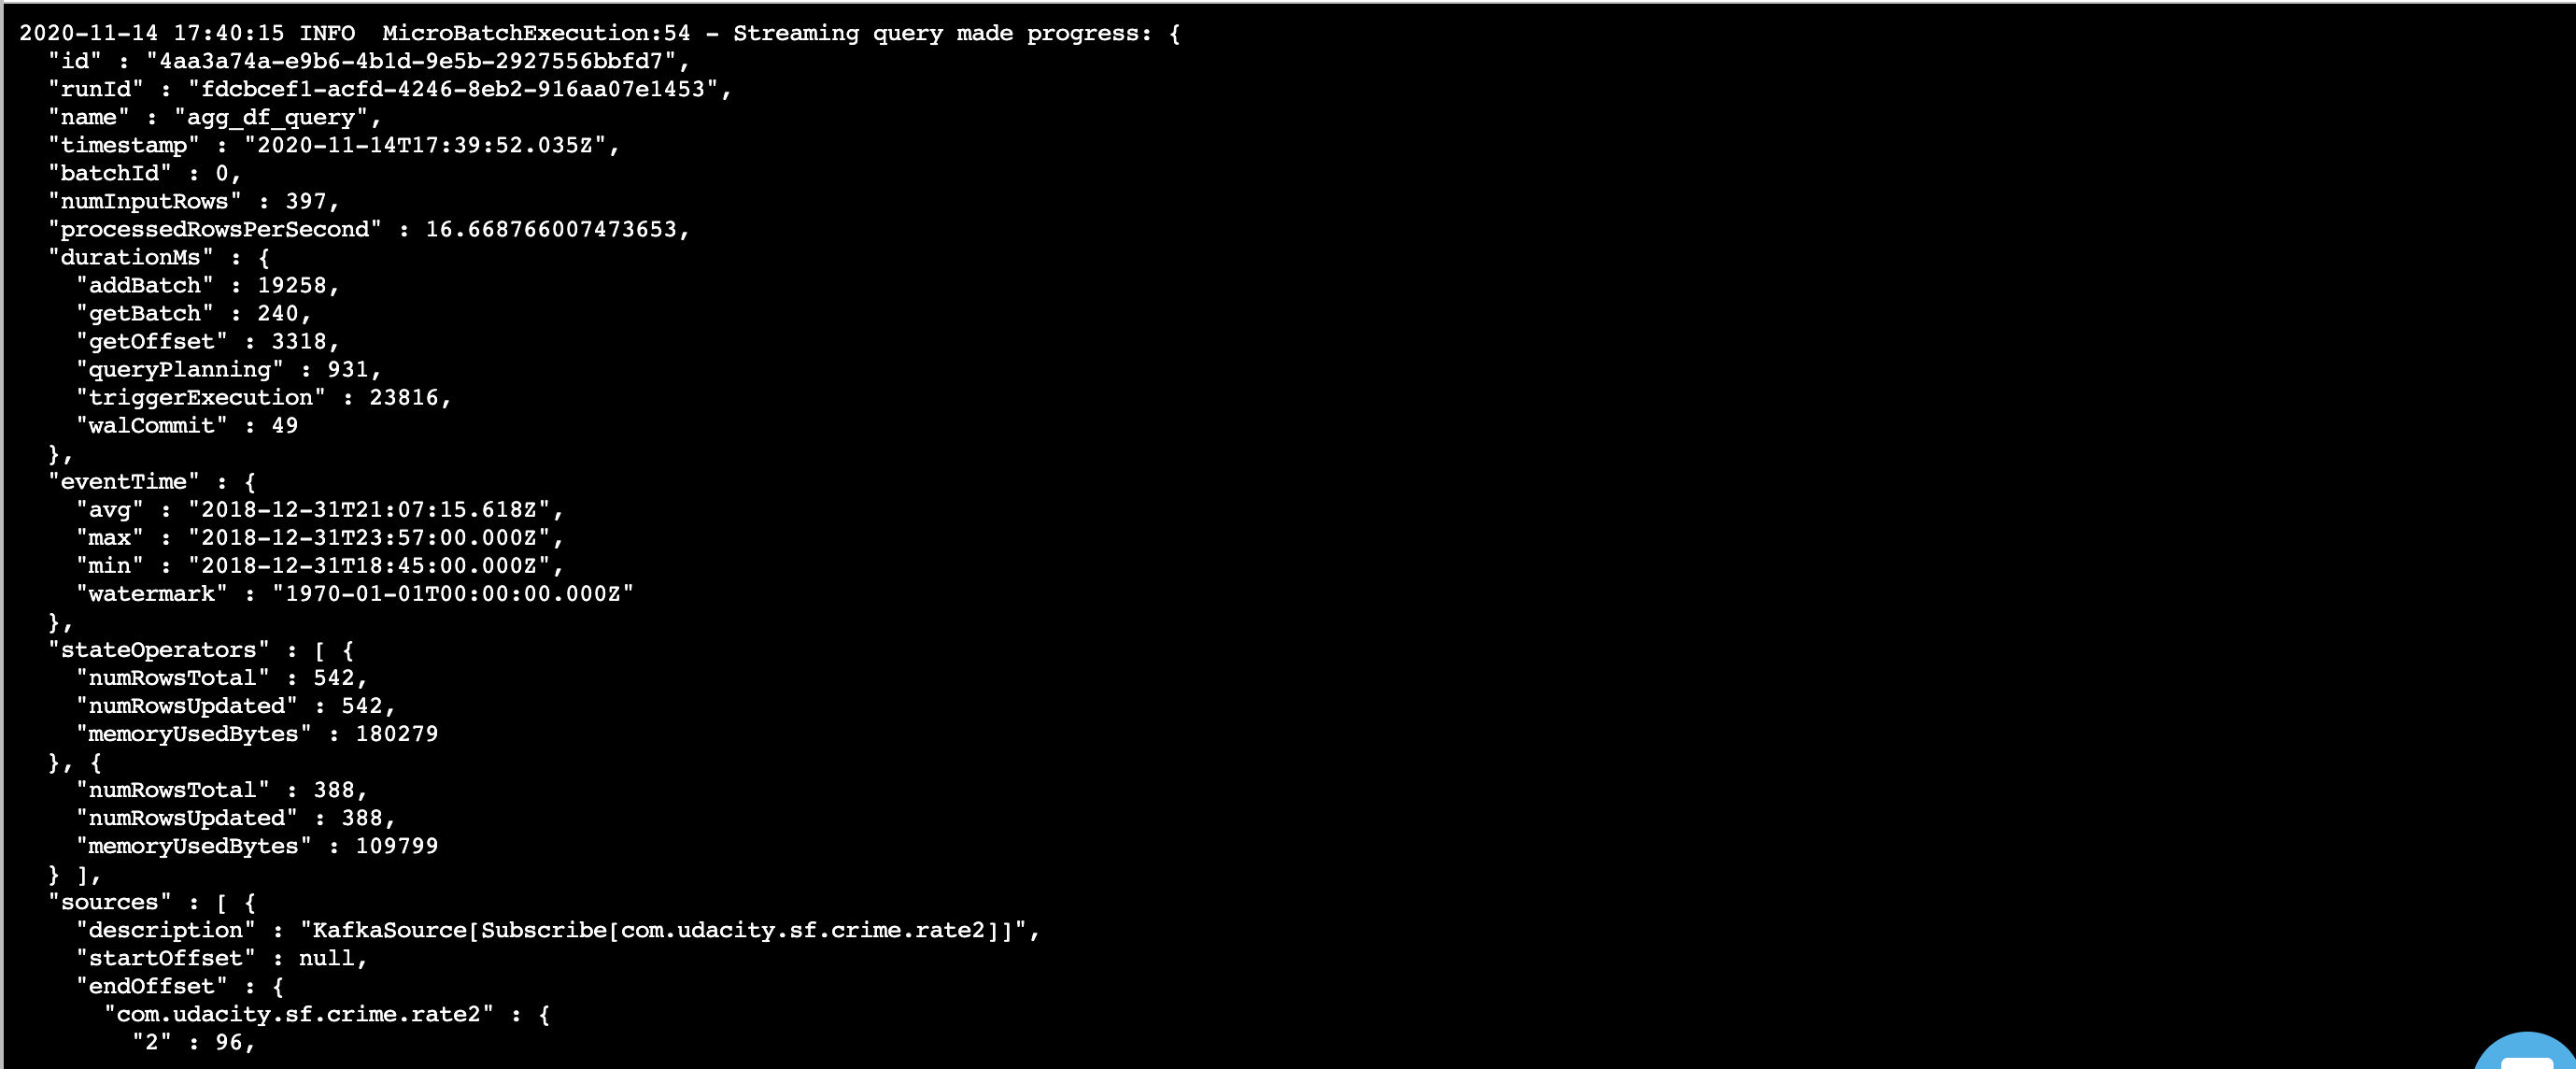 2020-11-14 17:40:15 INFO  MicroBatchExecution:54 - Streaming query made progress: {
  "id" : "4aa3a74a-e9b6-4b1d-9e5b-2927556bbfd7",
  "runId" : "fdcbcef1-acfd-4246-8eb2-916aa07e1453",
  "name" : "agg_df_query",
  "timestamp" : "2020-11-14T17:39:52.035Z",
  "batchId" : 0,
  "numInputRows" : 397,
  "processedRowsPerSecond" : 16.668766007473653,
  "durationMs" : {
    "addBatch" : 19258,
    "getBatch" : 240,
    "getOffset" : 3318,
    "queryPlanning" : 931,
    "triggerExecution" : 23816,
    "walCommit" : 49
  },
  "eventTime" : {
    "avg" : "2018-12-31T21:07:15.618Z",
    "max" : "2018-12-31T23:57:00.000Z",
    "min" : "2018-12-31T18:45:00.000Z",
    "watermark" : "1970-01-01T00:00:00.000Z"
  },
  "stateOperators" : [ {
    "numRowsTotal" : 542,
    "numRowsUpdated" : 542,
    "memoryUsedBytes" : 180279
  }, {
    "numRowsTotal" : 388,
    "numRowsUpdated" : 388,
    "memoryUsedBytes" : 109799
  } ],
  "sources" : [ {
    "description" : "KafkaSource[Subscribe[com.udacity.sf.crime.rate2]]",
    "startOffset" : null,
    "endOffset" : {
      "com.udacity.sf.crime.rate2" : {
        "2" : 96,